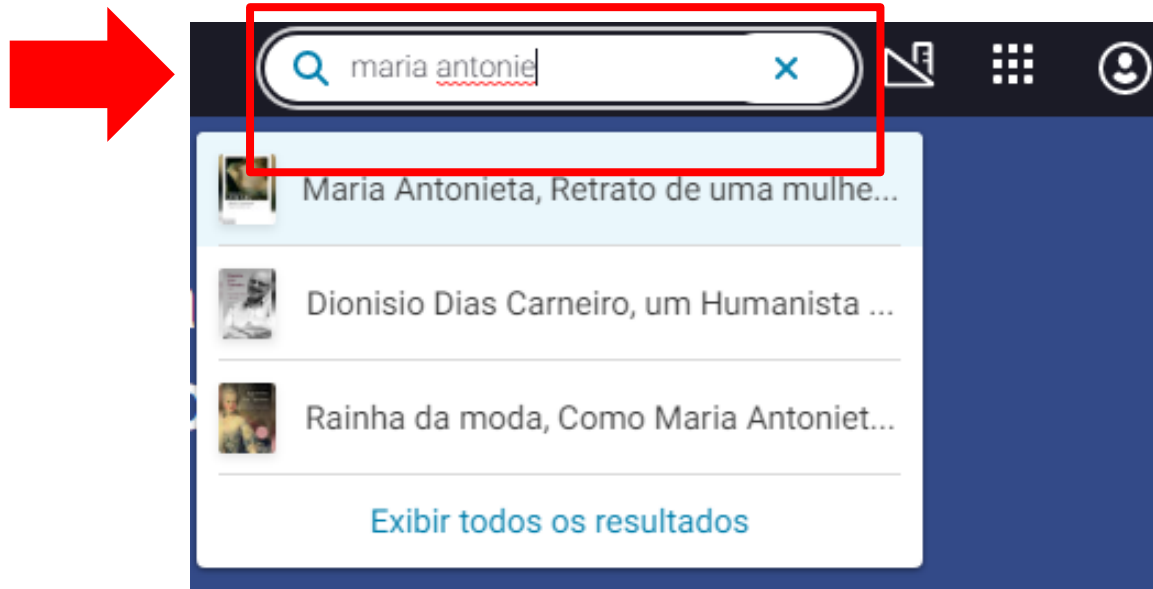 maria antonie
Maria Antonieta, Retrato de uma mulhe...
Dionisio Dias Carneiro, um Humanista ...
Rainha da moda, Como Maria Antoniet...
Exibir todos os resultados